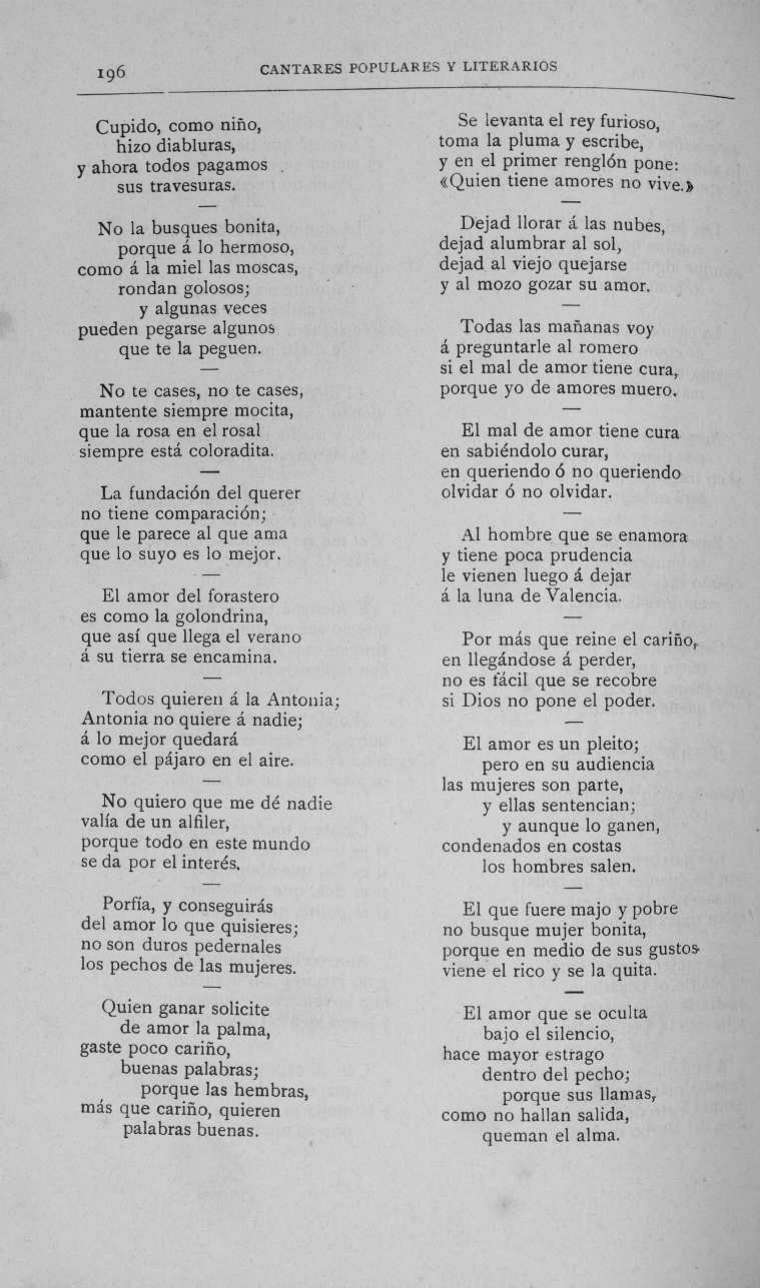 196
CANTARES POPULARES Y LITERARIOS
Cupido, como niño,
hizo diabluras,
y ahora todos pagamos
sus travesuras.
No la busques bonita,
porque á lo hermoso,
como á la miel las moscas,
rondan golosos;
y algunas veces
pueden pegarse algunos
que te la peguen.
No te cases, no te cases,
mantente siempre mocita,
que la rosa en el rosal
siempre está coloradita.
La fundación del querer
no tiene comparación;
que le parece al que ama
que lo suyo es lo mejor.
El amor del forastero
es como la golondrina,
que así que llega el verano
á su tierra se encamina.
Todos quieren á la Antonia;
Antonia no quiere á nadie;
á lo mejor quedará
como el pájaro en el aire.
No quiero que me dé nadie
valía de un alfiler,
porque todo en este mundo
se da por el interés.
Porfía, y conseguirás
del amor lo que quisieres;
no son duros pedernales
los pechos de las mujeres.
Quien ganar solicite
de amor la palma,
gaste poco cariño,
buenas palabras;
porque las hembras,
más que cariño, quieren
palabras buenas.
Se levanta el rey furioso,
toma la pluma y escribe,
y en el primer renglón pone:
«Quien tiene amores no vive.»
Dejad llorar á las nubes,
dejad alumbrar al sol,
dejad al viejo quejarse
y al mozo gozar su amor.
Todas las mañanas voy
á preguntarle al romero
si el mal de amor tiene cura,
porque yo de amores muero.
El mal de amor tiene cura
en sabiéndolo curar,
en queriendo ó no queriendo
olvidar ó no olvidar.
Al hombre que se enamora
y tiene poca prudencia
le vienen luego á dejar
á la luna de Valencia.
Por más que reine el cariño,
en llegándose á perder,
no es fácil que se recobre
si Dios no pone el poder.
El amor es un pleito;
pero en su audiencia
las mujeres son parte,
y ellas sentencian;
y aunque lo ganen,
condenados en costas
los hombres salen.
El que fuere majo y pobre
no busque mujer bonita,
porque en medio de sus gustos
viene el rico y se la quita.
El amor que se oculta
bajo el silencio,
hace mayor estrago
dentro del pecho;
porque sus llamas,
como no hallan salida,
queman el alma.